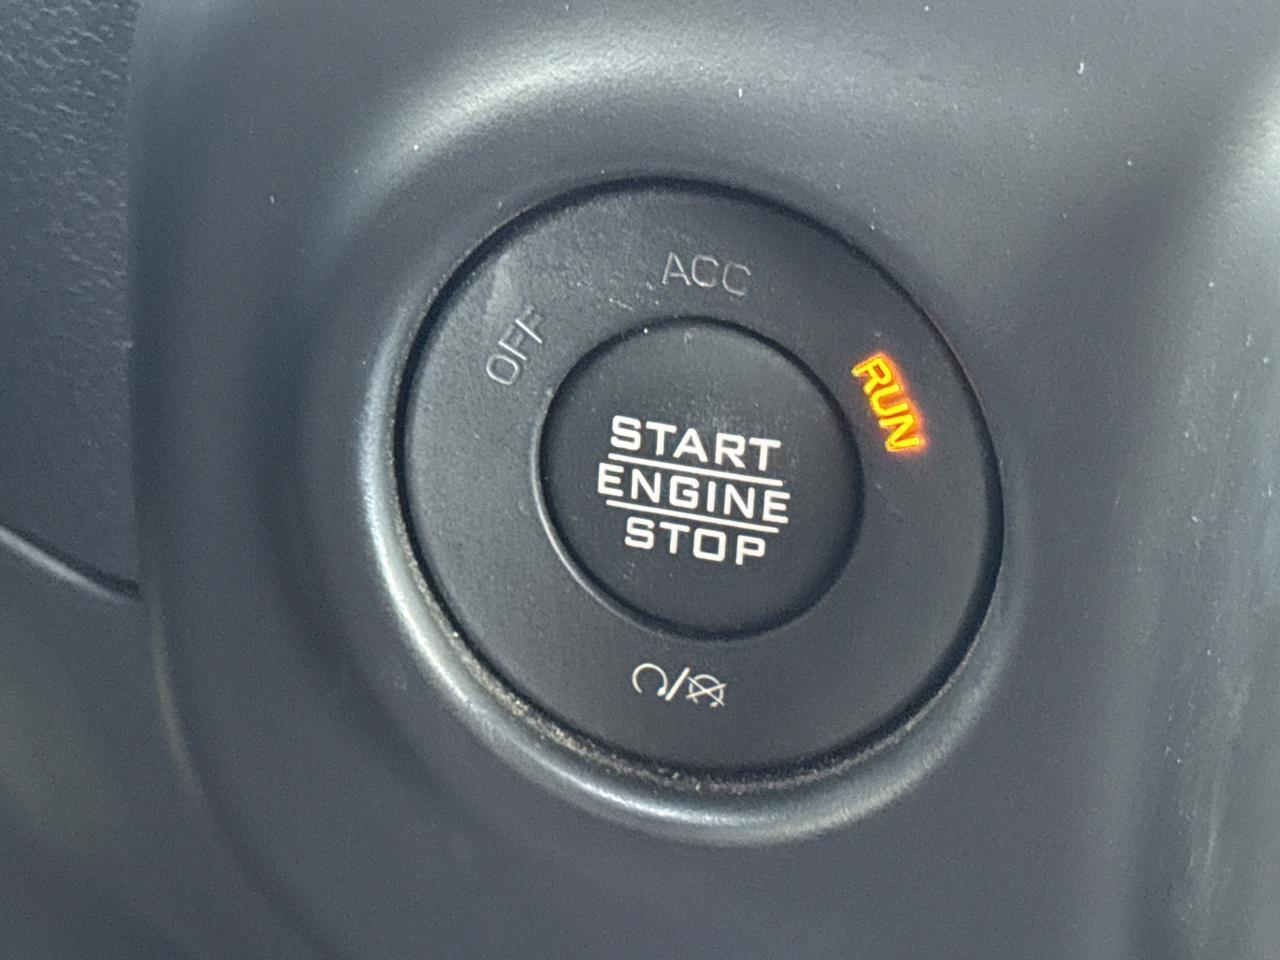 ACC
OFF
RUN
START
ENGINE
STOP